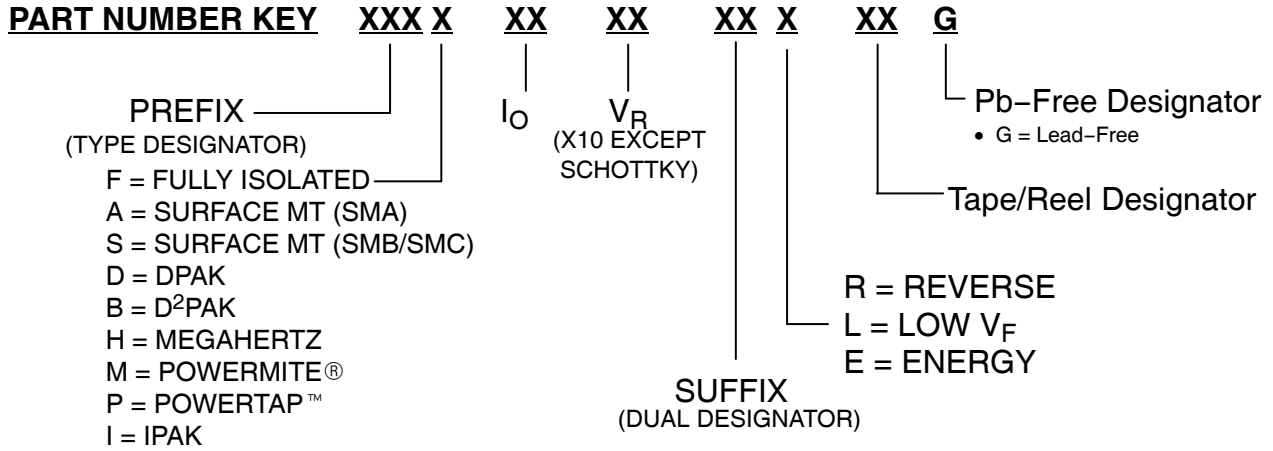 PART NUMBER KEY XXX X XX XX XX X XX G
PREFIX
(TYPE DESIGNATOR)
F = FULLY ISOLATED
A = SURFACE MT (SMA)
S = SURFACE MT (SMB/SMC)
D = DPAK
B = D²PAK
H = MEGAHERTZ
M = POWERMITE®
P = POWERTAP™
I = IPAK
IO
VR
(X10 EXCEPT
SCHOTTKY)
SUFFIX
(DUAL DESIGNATOR)
R = REVERSE
L = LOW VF
E = ENERGY
Tape/Reel Designator
Pb−Free Designator
• G = Lead−Free